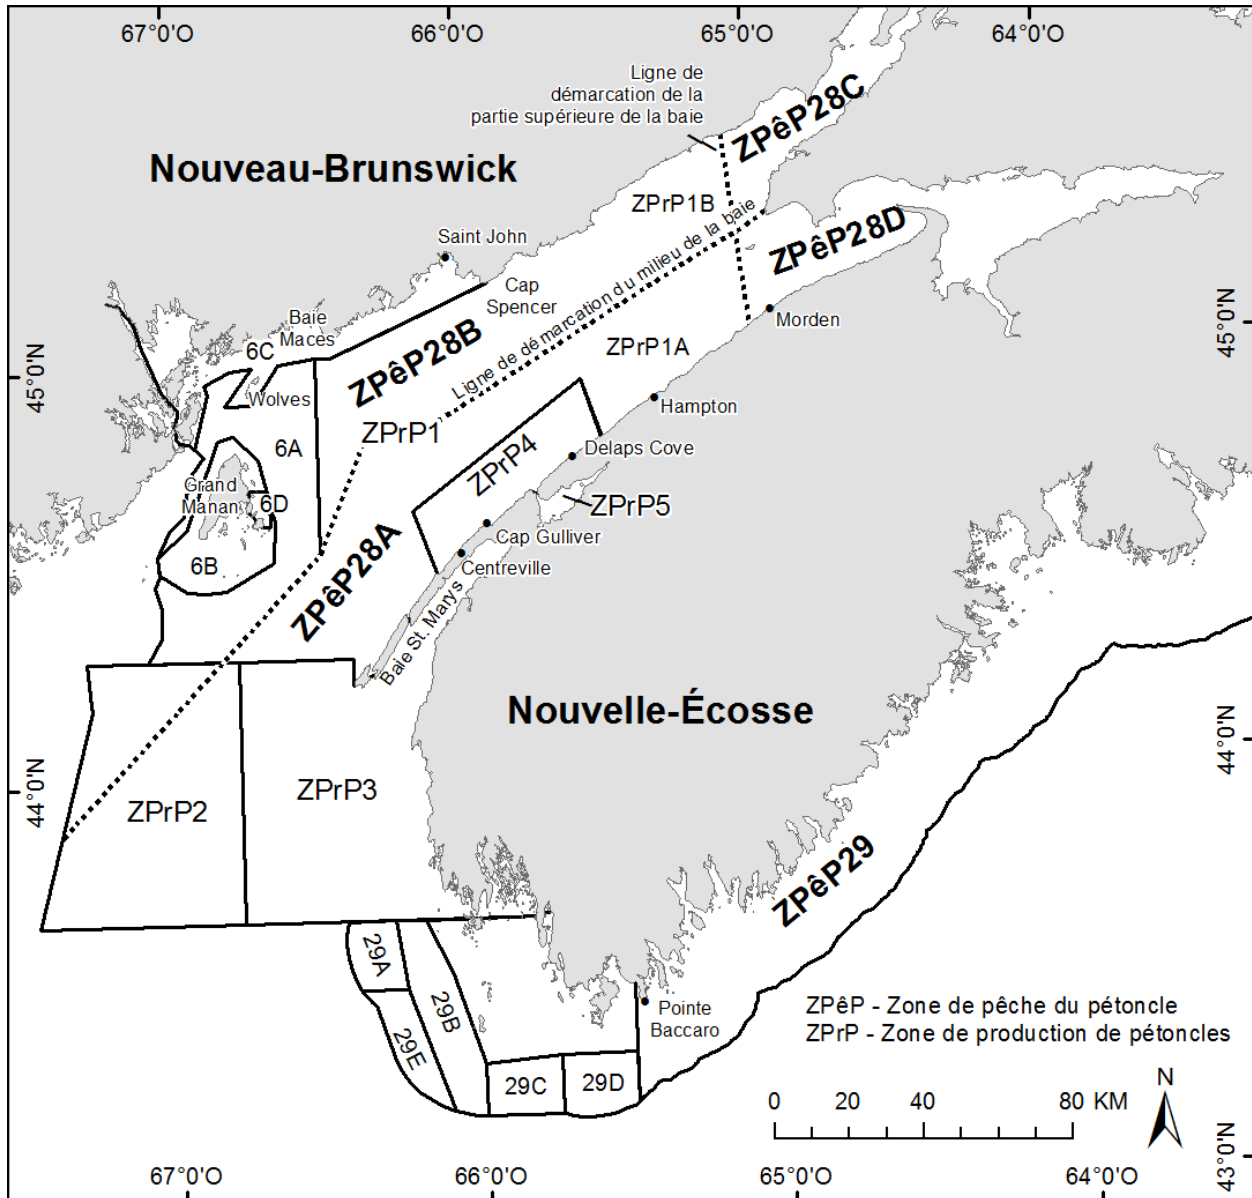 67°0'O
66°0'O
65°0'O
64°0'O
Ligne de
démarcation de la
partie supérieure de la baie
ZPêP28C
Nouveau-Brunswick
ZPrP1B
ZPêP28D
Saint John
Cap
Spencer
Ligne de démarcation du milieu de la baie
Baie
Maces
6C
ZPêP28B
Morden
45°0'N
45°0'N
ZPrP1A
Wolves
Hampton
ZPrP1
6A
ZPrP4
Delaps Cove
Grand
Manan
6D
ZPrP5
Cap Gulliver
6B
Centreville
ZPêP28A
Baie St. Marys
Nouvelle-Écosse
44°0'N
44°0'N
ZPrP2
ZPrP3
ZPêP29
29A
29B
29E
29C
29D
Pointe
Baccaro
ZPêP - Zone de pêche du pétoncle
ZPrP - Zone de production de pétoncles
N
0 20 40 80 KM
43°0'N
67°0'O
66°0'O
65°0'O
64°0'O